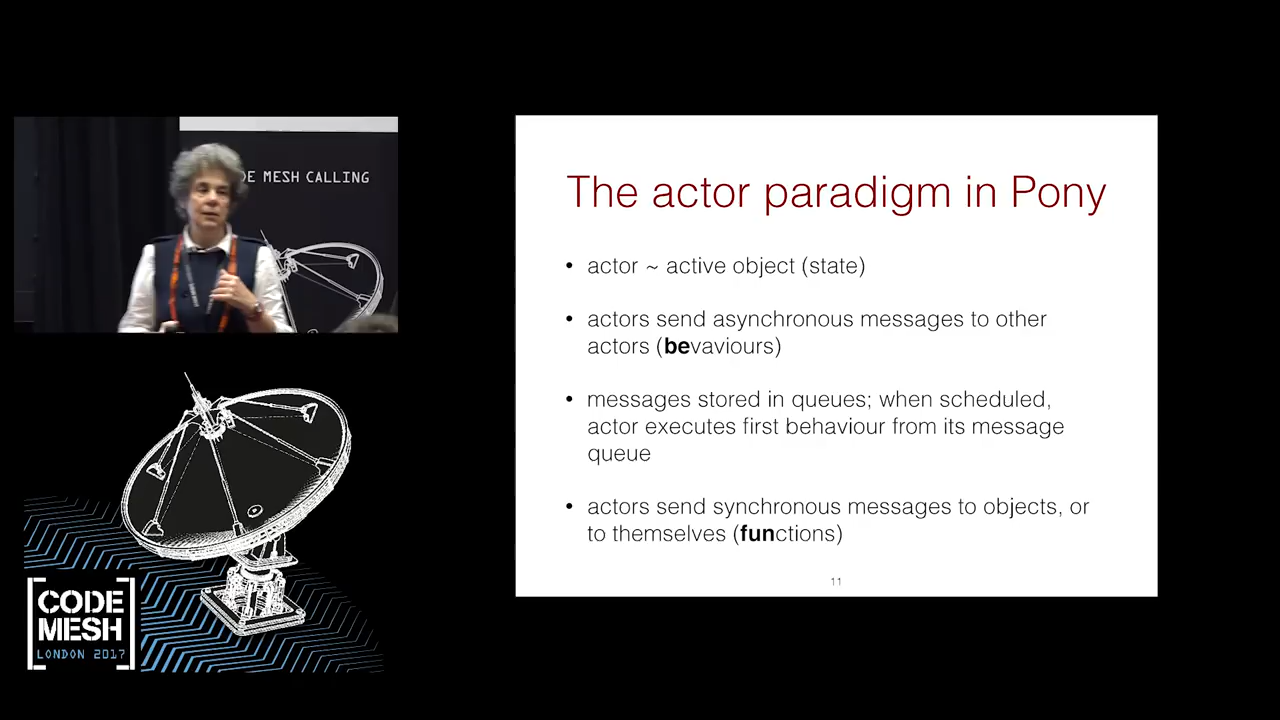 DE MESH CALLING
The actor paradigm in Pony
• actor ~ active object (state)
• actors send asynchronous messages to other
actors (bevaviours)
• messages stored in queues; when scheduled,
actor executes first behaviour from its message
queue
• actors send synchronous messages to objects, or
to themselves (functions)
11
CODE
MESH
LONDON 2017